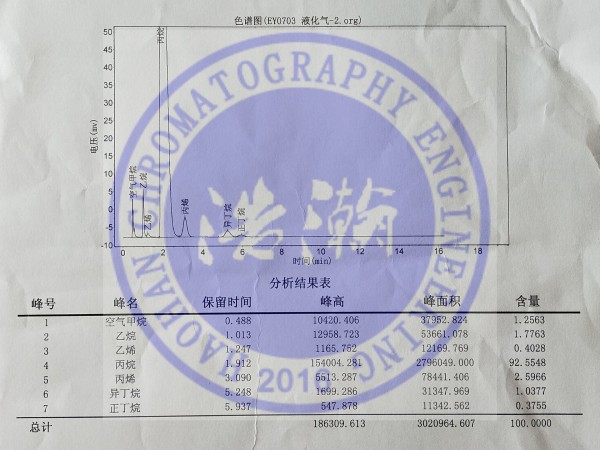 色谱图(EY0703 液化气-2.org)
50
45
40
35
30
25
20
15
10
5
0
-5
-10
电压(mv)
空气甲烷
乙烷
乙烯
丙烷
丙烯
异丁烷
正丁烷
0 2 4 6 8 10 12 14 16 18
时间(min)
分析结果表
峰号 峰名 保留时间 峰高 峰面积 含量
1 空气甲烷 0.488 10420.406 37952.824 1.2563
2 乙烷 1.013 12958.723 53661.078 1.7763
3 乙烯 1.247 1165.752 12169.769 0.4028
4 丙烷 1.912 154004.281 2796049.000 92.5548
5 丙烯 3.090 5513.287 78441.406 2.5966
6 异丁烷 5.248 1699.286 31347.969 1.0377
7 正丁烷 5.937 547.878 11342.562 0.3755
总计 186309.613 3020964.607 100.0000
HAOHAN CHROMATOGRAPHY ENGINEERING
浩瀚